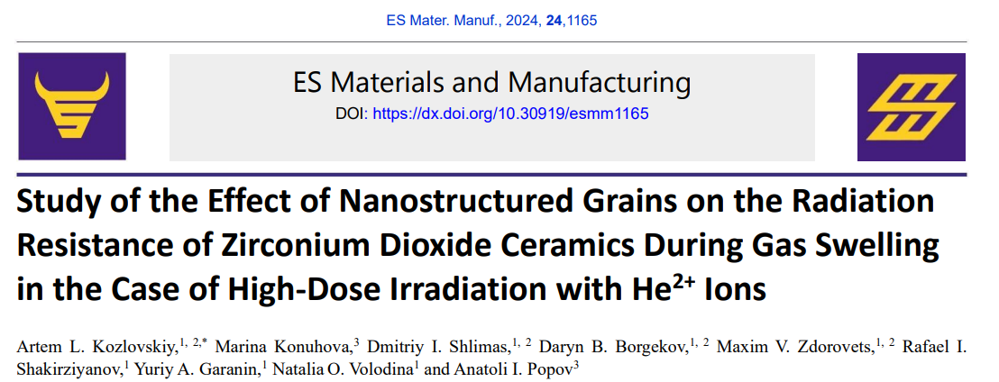 ES Mater. Manuf., 2024, 24,1165
ES Materials and Manufacturing
DOI: https://dx.doi.org/10.30919/esmm1165
Study of the Effect of Nanostructured Grains on the Radiation
Resistance of Zirconium Dioxide Ceramics During Gas Swelling
in the Case of High-Dose Irradiation with He²⁺ Ions
Artem L. Kozlovskiy,¹, ²,* Marina Konuhova,³ Dmitriy I. Shlimas,¹, ² Daryn B. Borgekov,¹, ² Maxim V. Zdorovets,¹, ² Rafael I.
Shakirziyanov,¹ Yuriy A. Garanin,¹ Natalia O. Volodina¹ and Anatoli I. Popov³